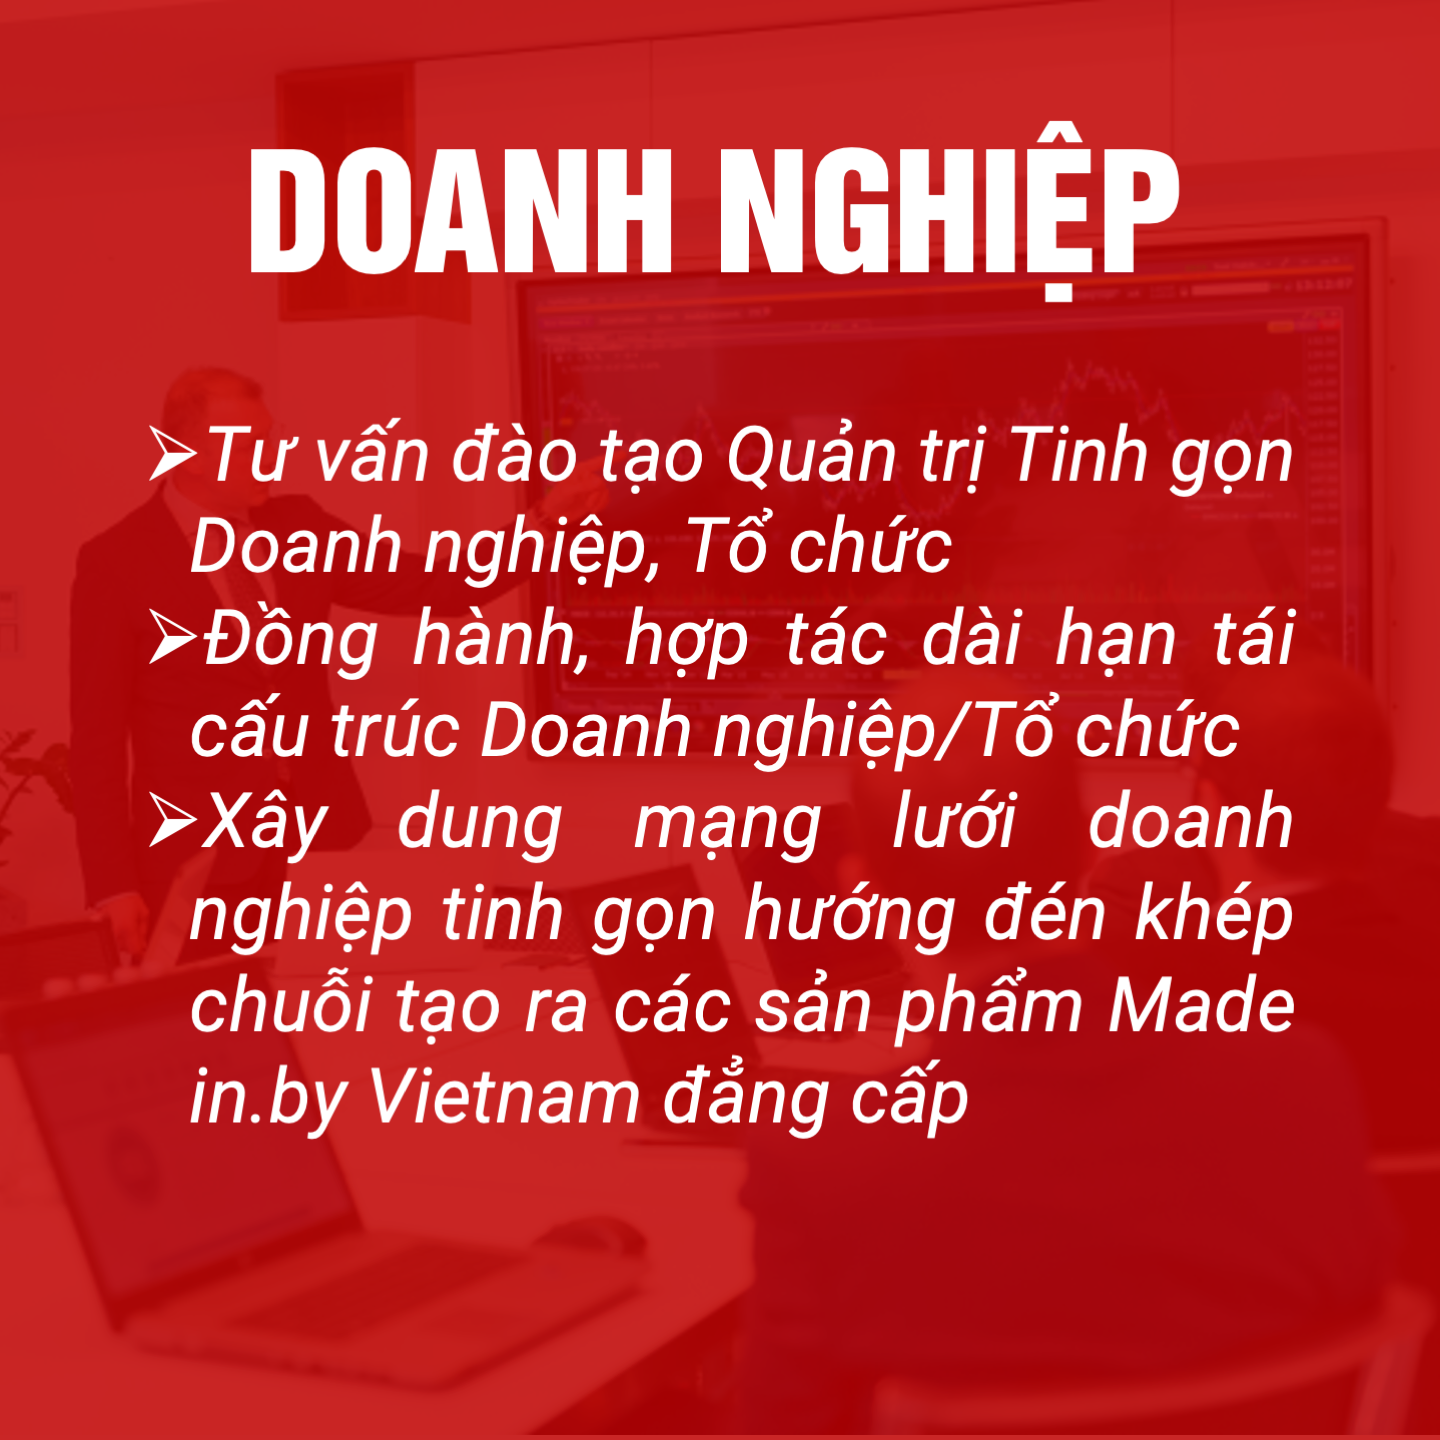 DOANH NGHIỆP
➢Tư vấn đào tạo Quản trị Tinh gọn
Doanh nghiệp, Tổ chức
➢Đồng hành, hợp tác dài hạn tái
cấu trúc Doanh nghiệp/Tổ chức
➢Xây dung mạng lưới doanh
nghiệp tinh gọn hướng đén khép
chuỗi tạo ra các sản phẩm Made
in.by Vietnam đẳng cấp